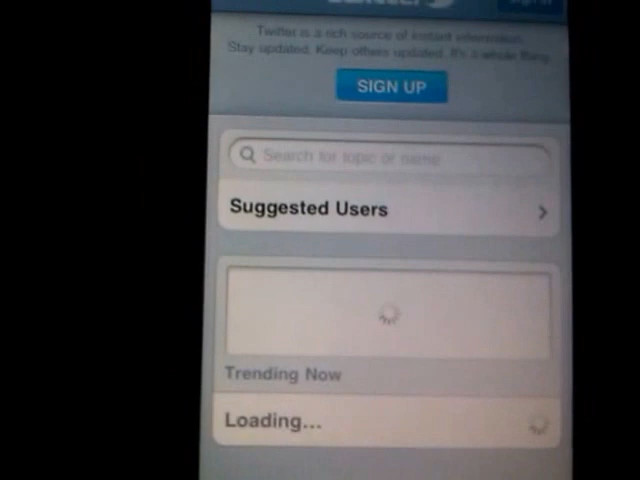 Twitter is a rich source of instant information.
Stay updated. Keep others updated. It's a whole thing.
SIGN UP
Search for topic or name
Suggested Users
Trending Now
Loading...